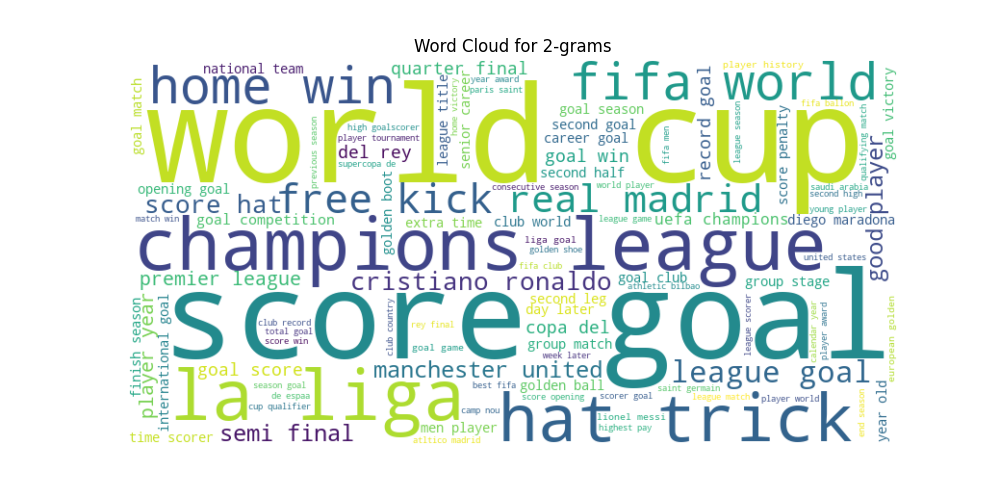 Word Cloud for 2-grams
world cup
score goal
champions league
la liga
hat trick
fifa world
home win
free kick
real madrid
national team
quarter final
year award
paris saint
player history
goal match
league title
home victory
senior career
record goal
goal season
second goal
career goal
goal win
second half
high goalscorer
player tournament
del rey
supercopa de
previous season
fifa men
league season
score penalty
fifa ballon
qualifying match
goal victory
good player
opening goal
score hat
match win
goal competition
golden boot
consecutive season
world player
extra time
club world
league game
uefa champions
saudi arabia
second high
young player
diego maradona
liga goal
golden shoe
united states
fifa club
premier league
cristiano ronaldo
goal club
athletic bilbao
group stage
finish season
player year
international goal
club record
total goal
score win
club country
rey final
goal game
second leg
day later
copa del
group match
week later
league scorer
calendar year
player award
european golden
goal score
manchester united
league goal
season goal
de espaa
cup qualifier
best fifa
golden ball
score opening
scorer goal
saint germain
league match
player world
camp nou
lionel messi
highest pay
men player
atltico madrid
time scorer
semi final
end season
year old